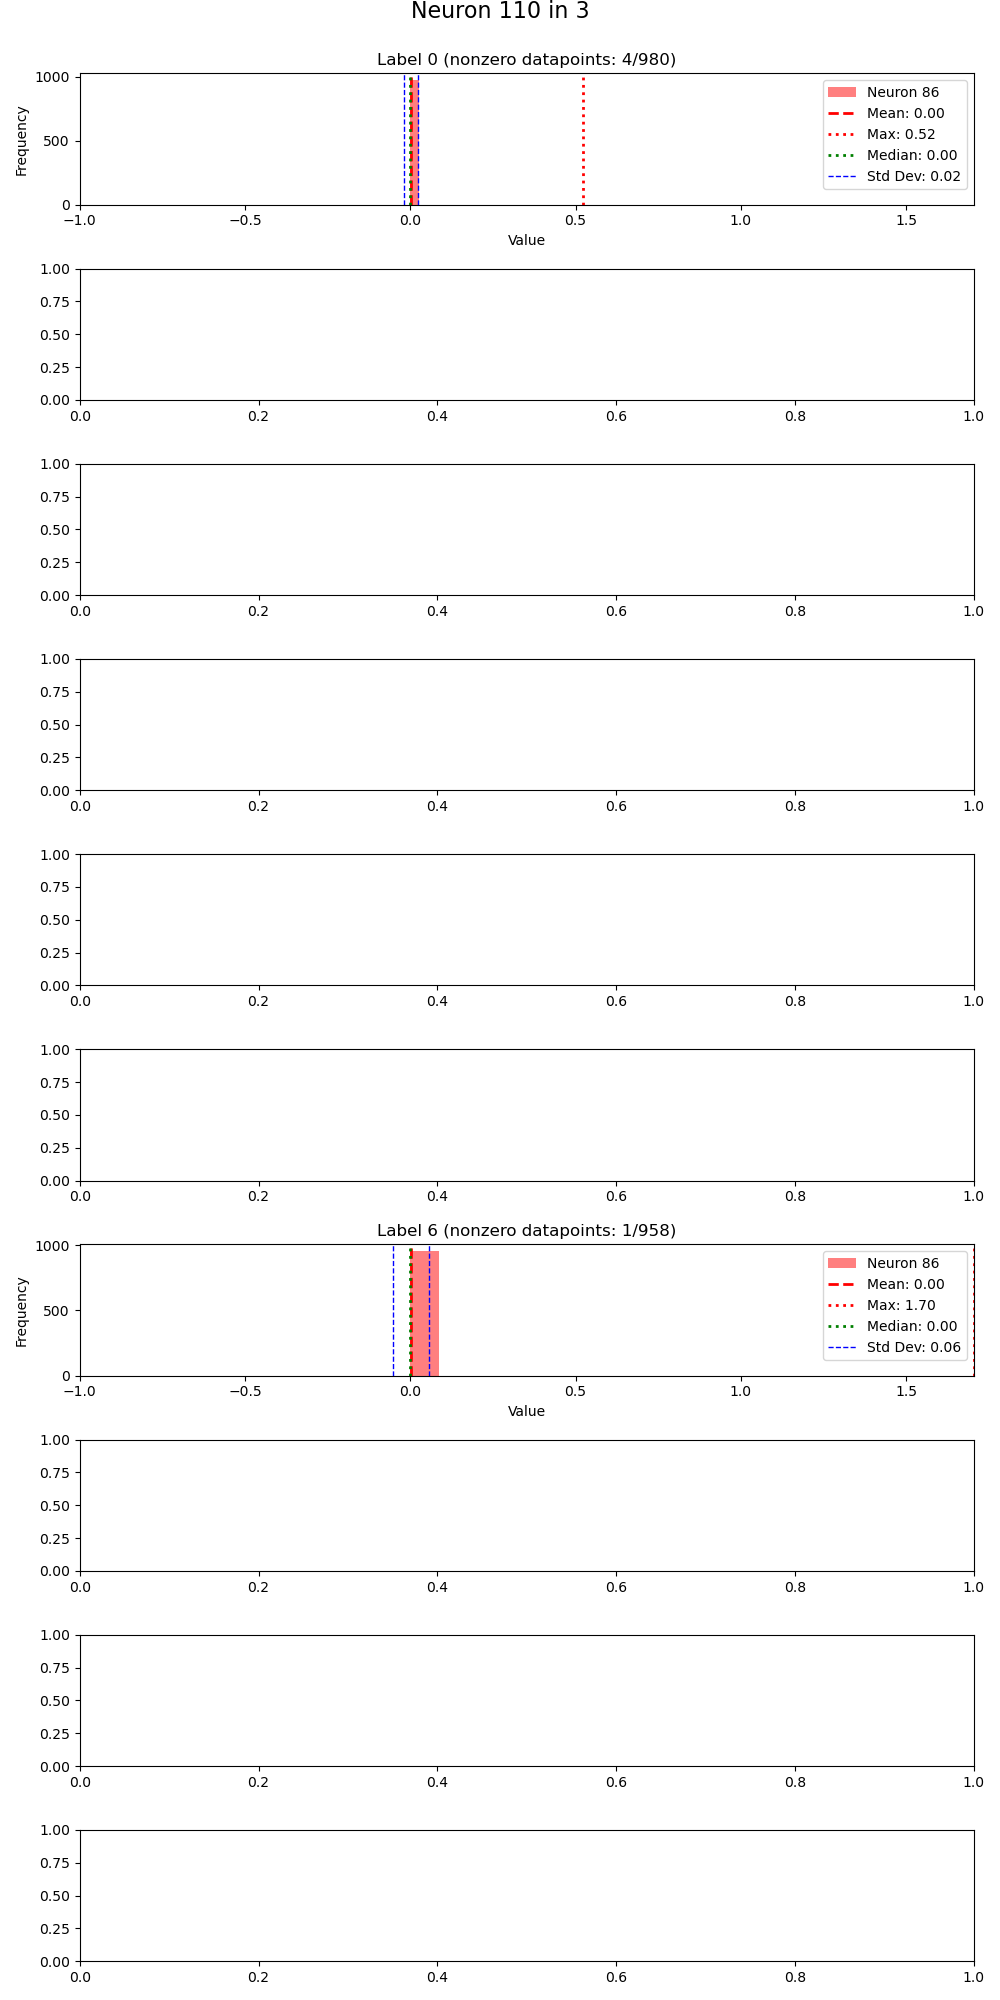 Neuron 110 in 3
Label 0 (nonzero datapoints: 4/980)
Frequency
1000
500
0
Neuron 86
Mean: 0.00
Max: 0.52
Median: 0.00
Std Dev: 0.02
−1.0 −0.5 0.0 0.5 1.0 1.5
Value
1.00
0.75
0.50
0.25
0.00
0.0 0.2 0.4 0.6 0.8 1.0
1.00
0.75
0.50
0.25
0.00
0.0 0.2 0.4 0.6 0.8 1.0
1.00
0.75
0.50
0.25
0.00
0.0 0.2 0.4 0.6 0.8 1.0
1.00
0.75
0.50
0.25
0.00
0.0 0.2 0.4 0.6 0.8 1.0
1.00
0.75
0.50
0.25
0.00
0.0 0.2 0.4 0.6 0.8 1.0
Label 6 (nonzero datapoints: 1/958)
Frequency
1000
500
0
Neuron 86
Mean: 0.00
Max: 1.70
Median: 0.00
Std Dev: 0.06
−1.0 −0.5 0.0 0.5 1.0 1.5
Value
1.00
0.75
0.50
0.25
0.00
0.0 0.2 0.4 0.6 0.8 1.0
1.00
0.75
0.50
0.25
0.00
0.0 0.2 0.4 0.6 0.8 1.0
1.00
0.75
0.50
0.25
0.00
0.0 0.2 0.4 0.6 0.8 1.0